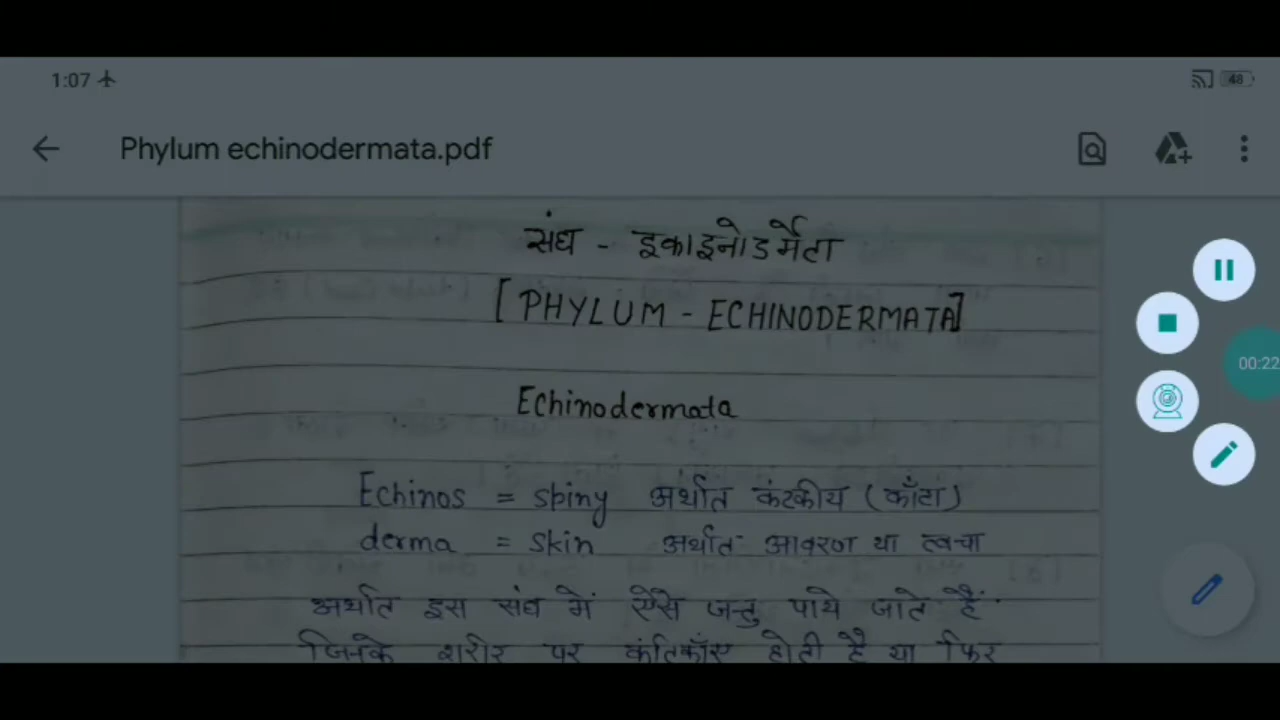 1:07
48
Phylum echinodermata.pdf
संघ - इकाइनोडर्मेटा
[PHYLUM - ECHINODERMATA]
00:22
Echinodermata
Echinos = spiny अर्थात कंटकीय (काँटा)
derma = skin अर्थात आवरण या त्वचा
अर्थात इस संघ में ऐसे जन्तु पाये जाते हैं
जिनके शरीर पर कंतिकाँए होती है या फिर